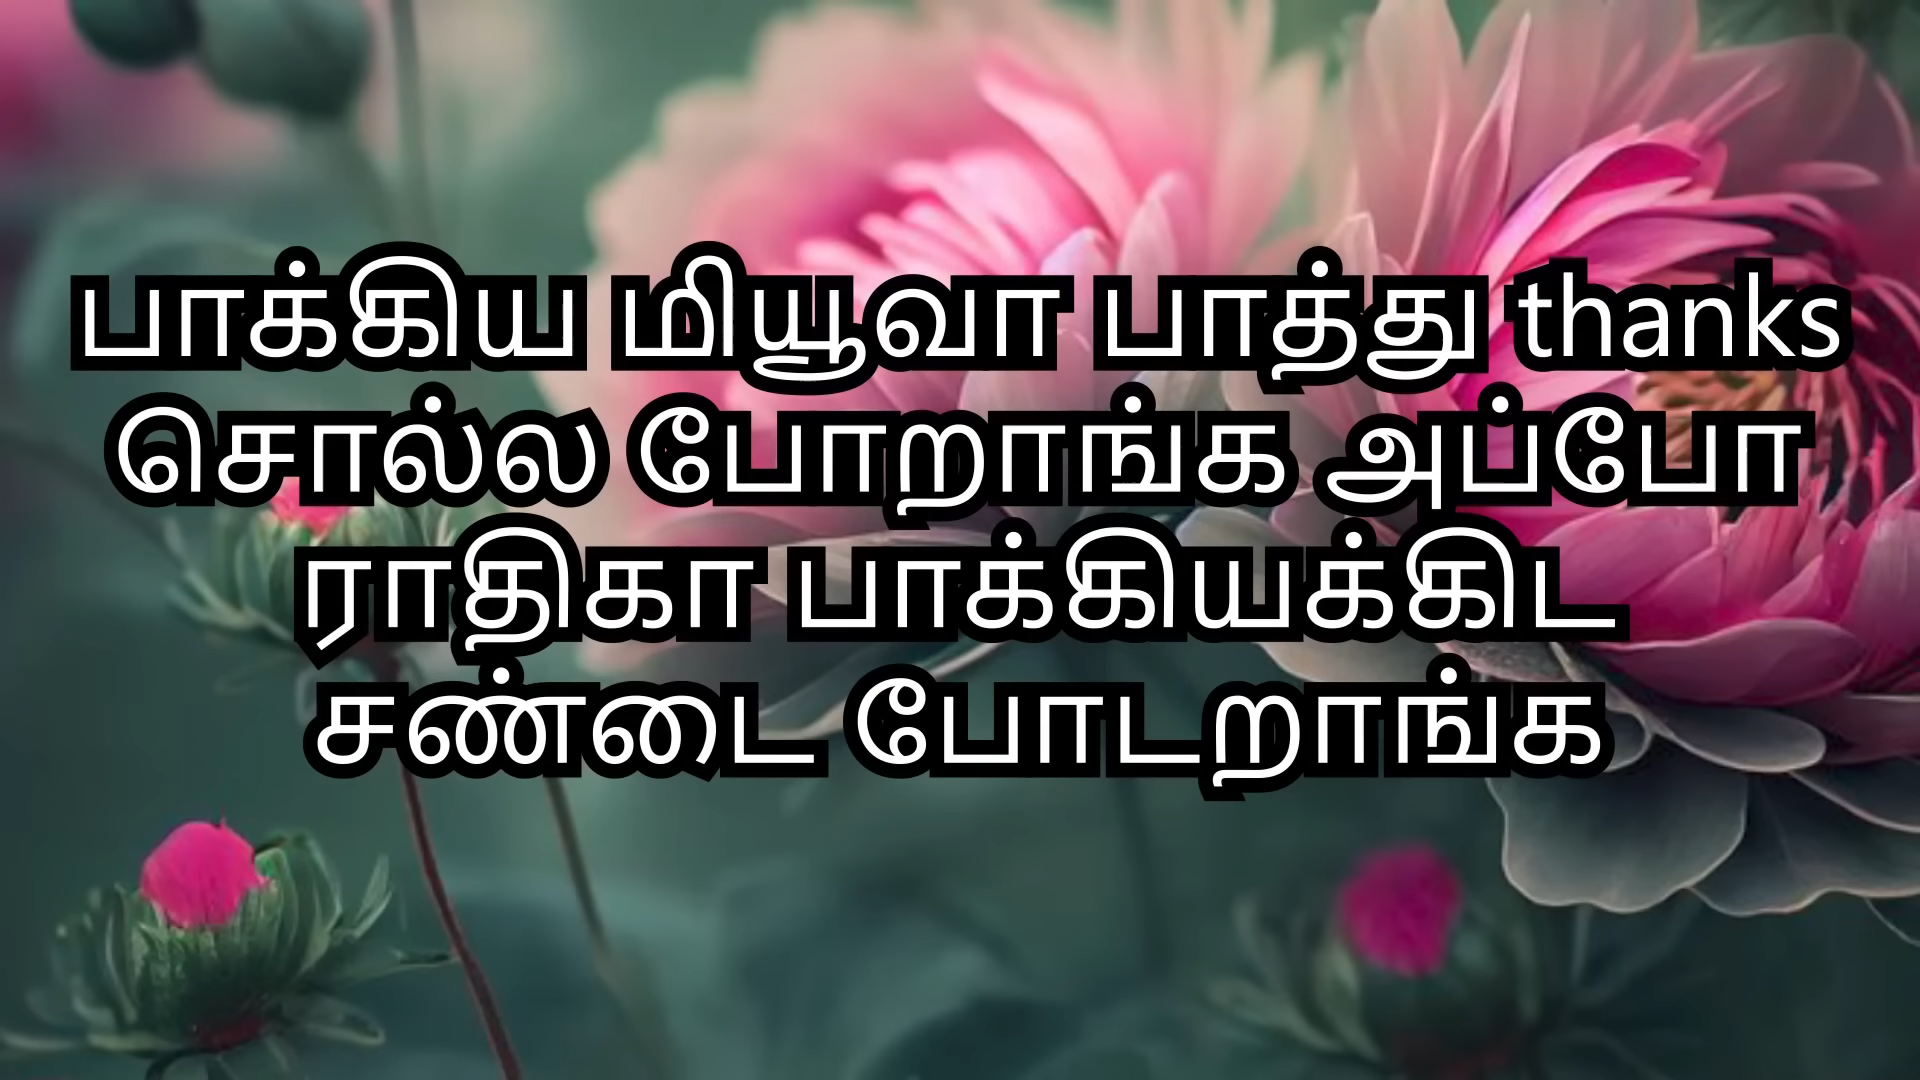 பாக்கிய மியூவா பாத்து thanks
சொல்ல போறாங்க அப்போ
ராதிகா பாக்கியக்கிட
சண்டை போடறாங்க